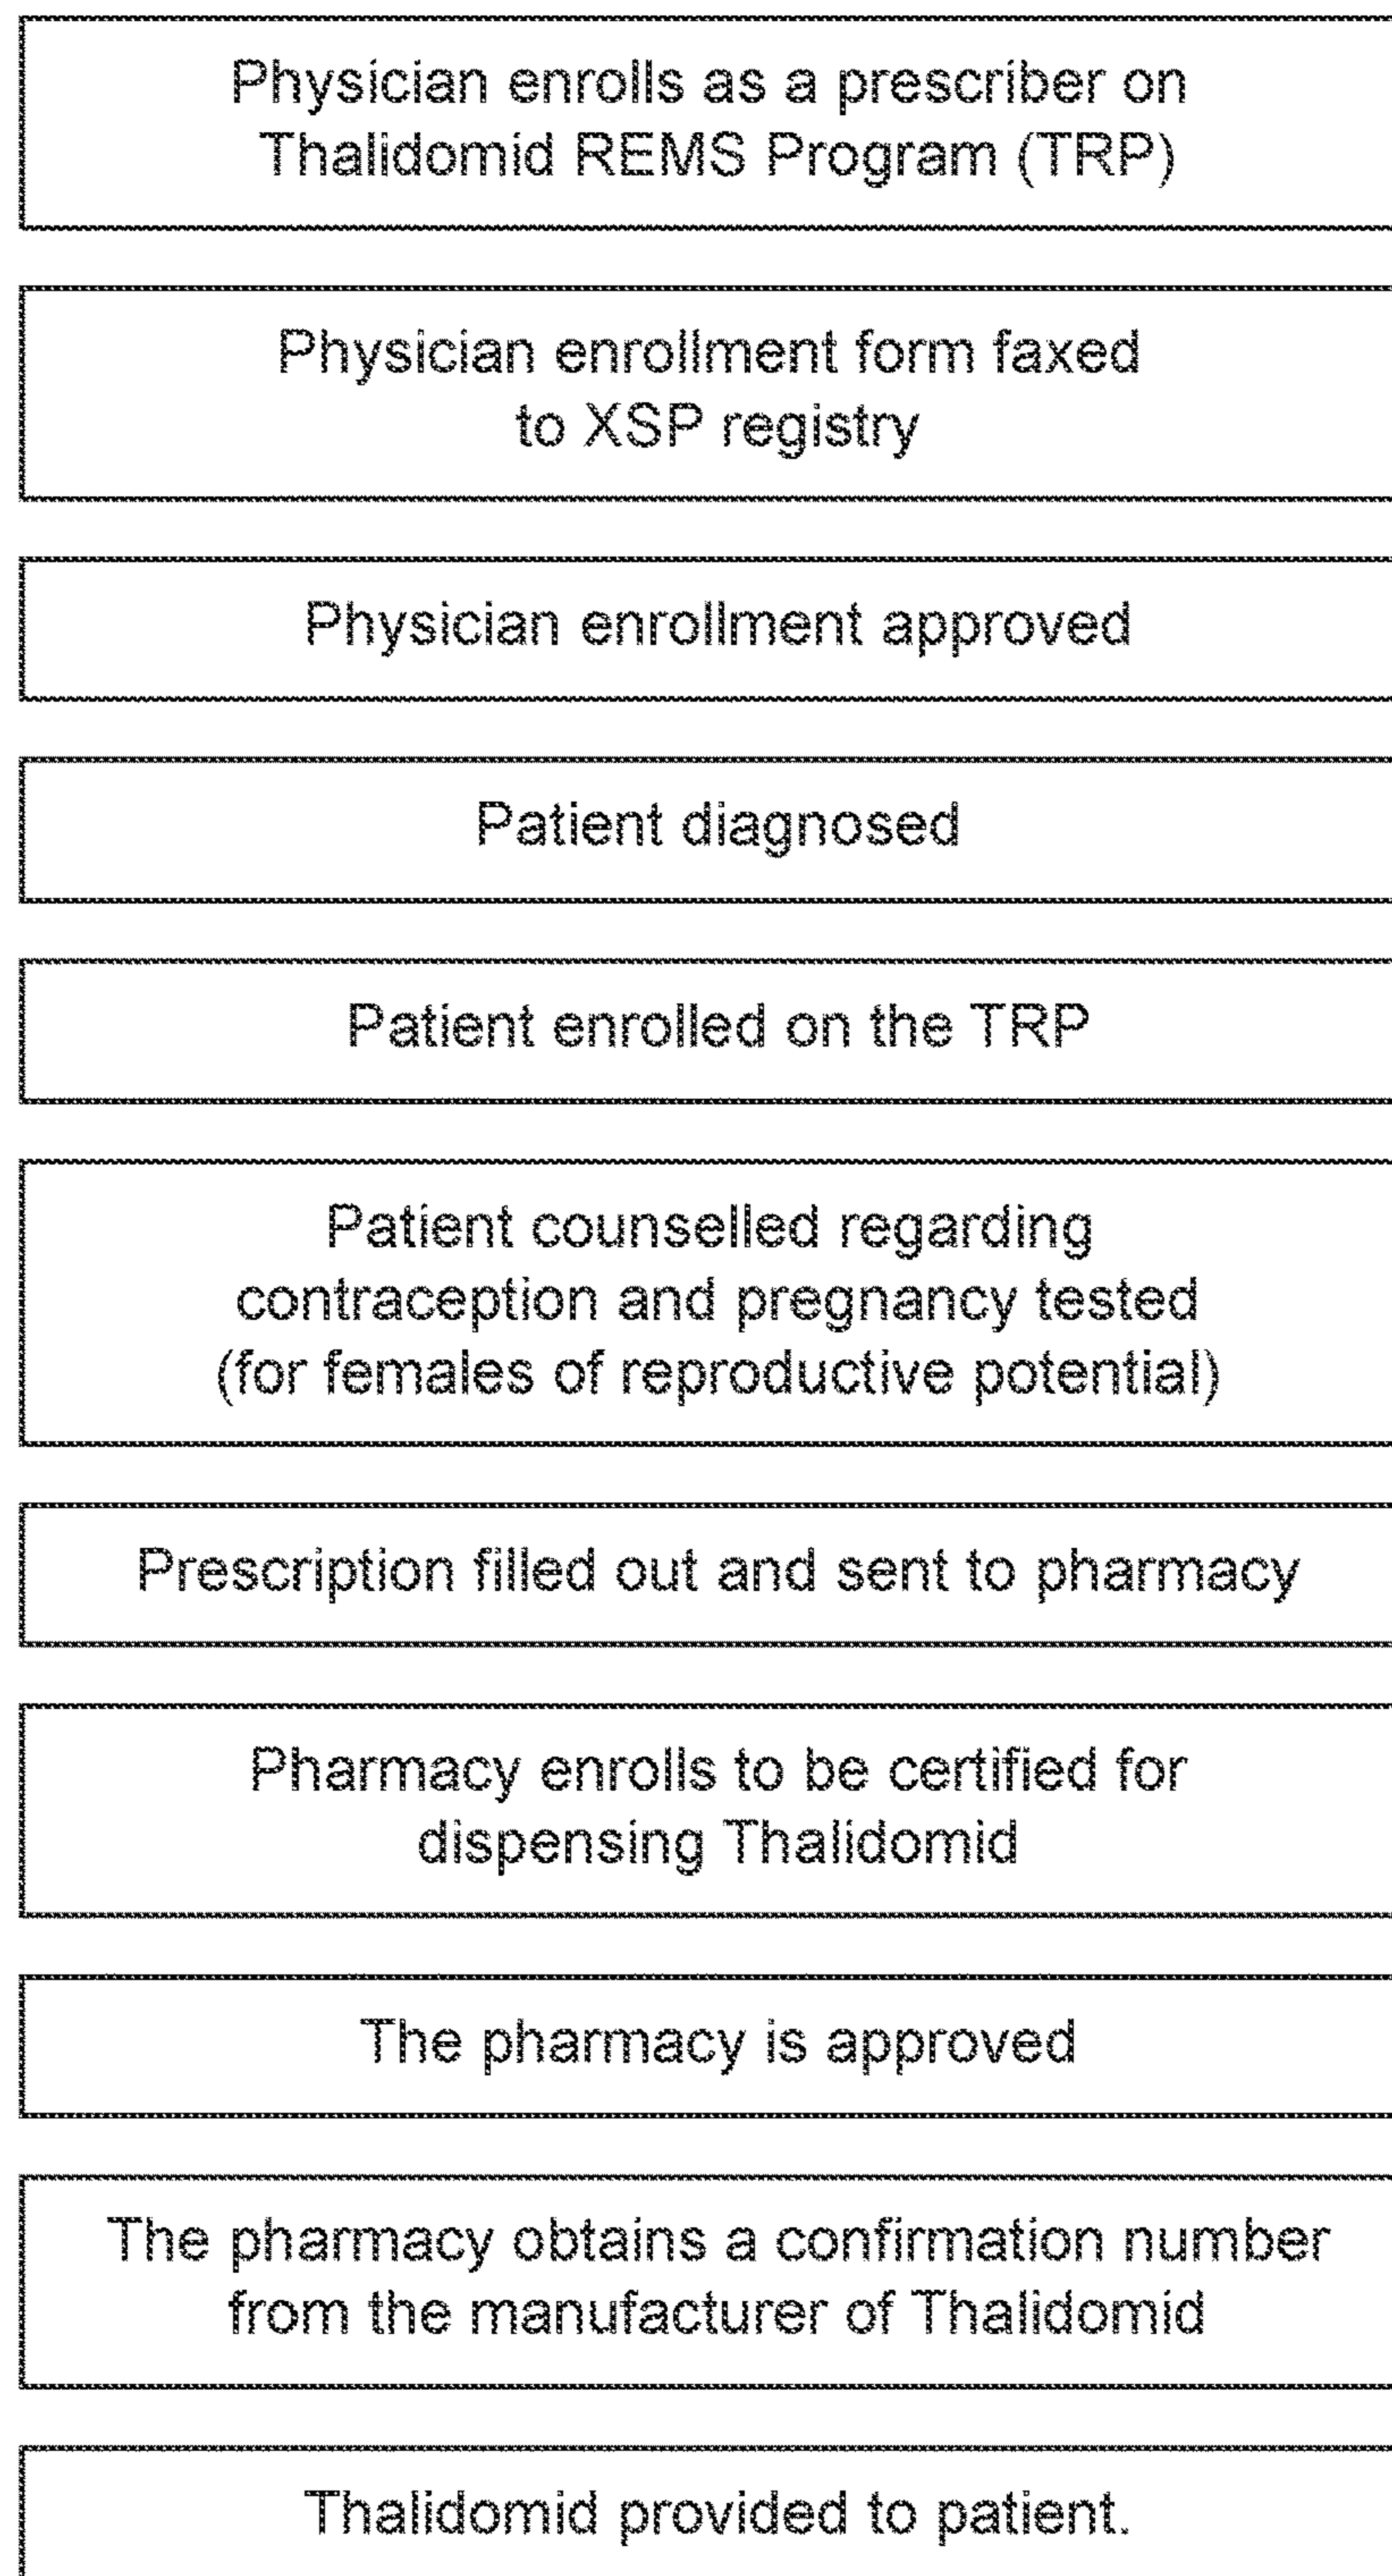 Physician enrolls as a prescriber on
Thalidomid REMS Program (TRP)
Physician enrollment form faxed
to XSP registry
Physician enrollment approved
Patient diagnosed
Patient enrolled on the TRP
Patient counselled regarding
contraception and pregnancy tested
(for females of reproductive potential)
Prescription filled out and sent to pharmacy
Pharmacy enrolls to be certified for
dispensing Thalidomid
The pharmacy is approved
The pharmacy obtains a confirmation number
from the manufacturer of Thalidomid
Thalidomid provided to patient.